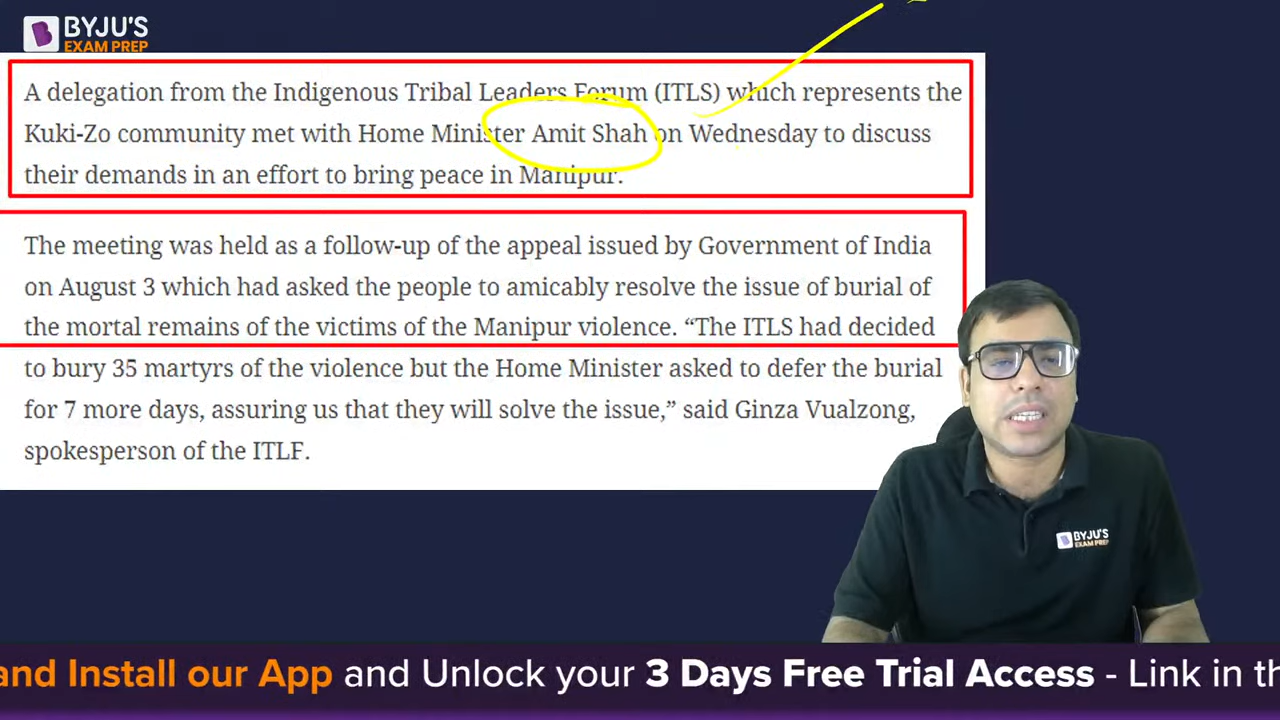 BYJU'S
EXAM PREP
A delegation from the Indigenous Tribal Leaders Forum (ITLS) which represents the
Kuki-Zo community met with Home Minister Amit Shah on Wednesday to discuss
their demands in an effort to bring peace in Manipur.
The meeting was held as a follow-up of the appeal issued by Government of India
on August 3 which had asked the people to amicably resolve the issue of burial of
the mortal remains of the victims of the Manipur violence. “The ITLS had decided
to bury 35 martyrs of the violence but the Home Minister asked to defer the burial
for 7 more days, assuring us that they will solve the issue,” said Ginza Vualzong,
spokesperson of the ITLF.
BYJU'S
EXAM PREP
and Install our App and Unlock your 3 Days Free Trial Access - Link in th